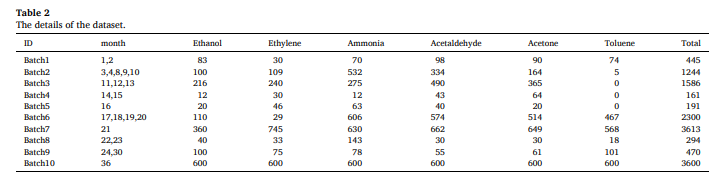 Table 2
The details of the dataset.
ID month Ethanol Ethylene Ammonia Acetaldehyde Acetone Toluene Total
Batch1 1,2 83 30 70 98 90 74 445
Batch2 3,4,8,9,10 100 109 532 334 164 5 1244
Batch3 11,12,13 216 240 275 490 365 0 1586
Batch4 14,15 12 30 12 43 64 0 161
Batch5 16 20 46 63 40 20 0 191
Batch6 17,18,19,20 110 29 606 574 514 467 2300
Batch7 21 360 745 630 662 649 568 3613
Batch8 22,23 40 33 143 30 30 18 294
Batch9 24,30 100 75 78 55 61 101 470
Batch10 36 600 600 600 600 600 600 3600